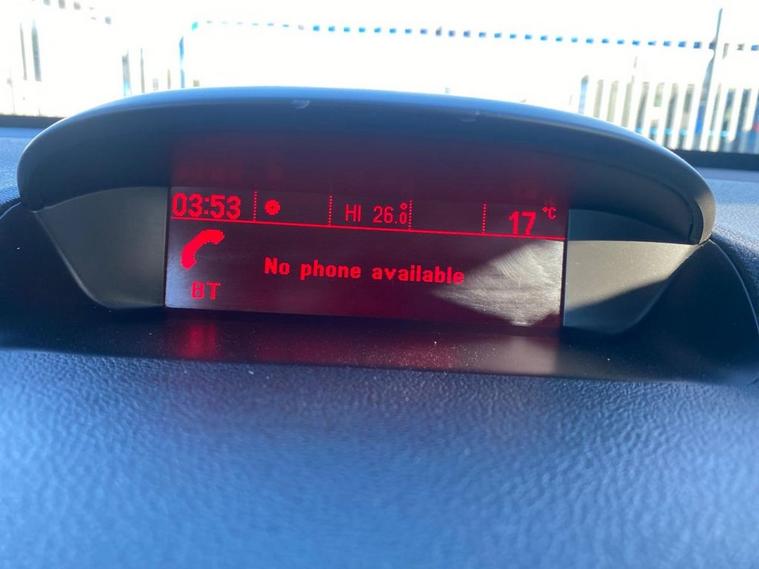 03:53 HI 26.0 17 °C
No phone available
BT